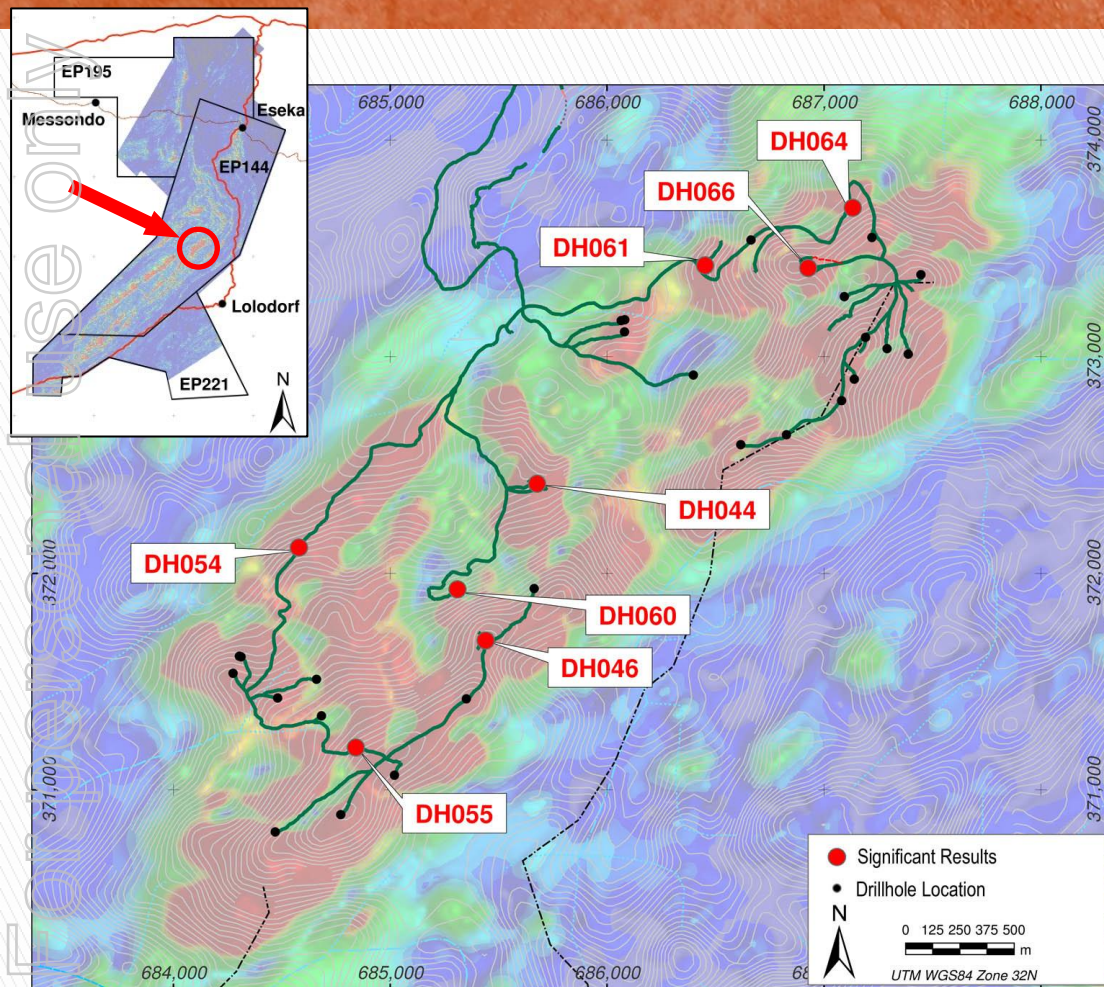 For personal use only
EP195
Messondo
Eseka
EP144
Lolodorf
EP221
N
685,000
686,000
687,000
688,000
374,000
DH064
DH066
DH061
373,000
DH044
DH054
372,000
372,000
DH060
DH046
371,000
371,000
DH055
Significant Results
Drillhole Location
N
0 125 250 375 500
m
UTM WGS84 Zone 32N
684,000
685,000
686,000